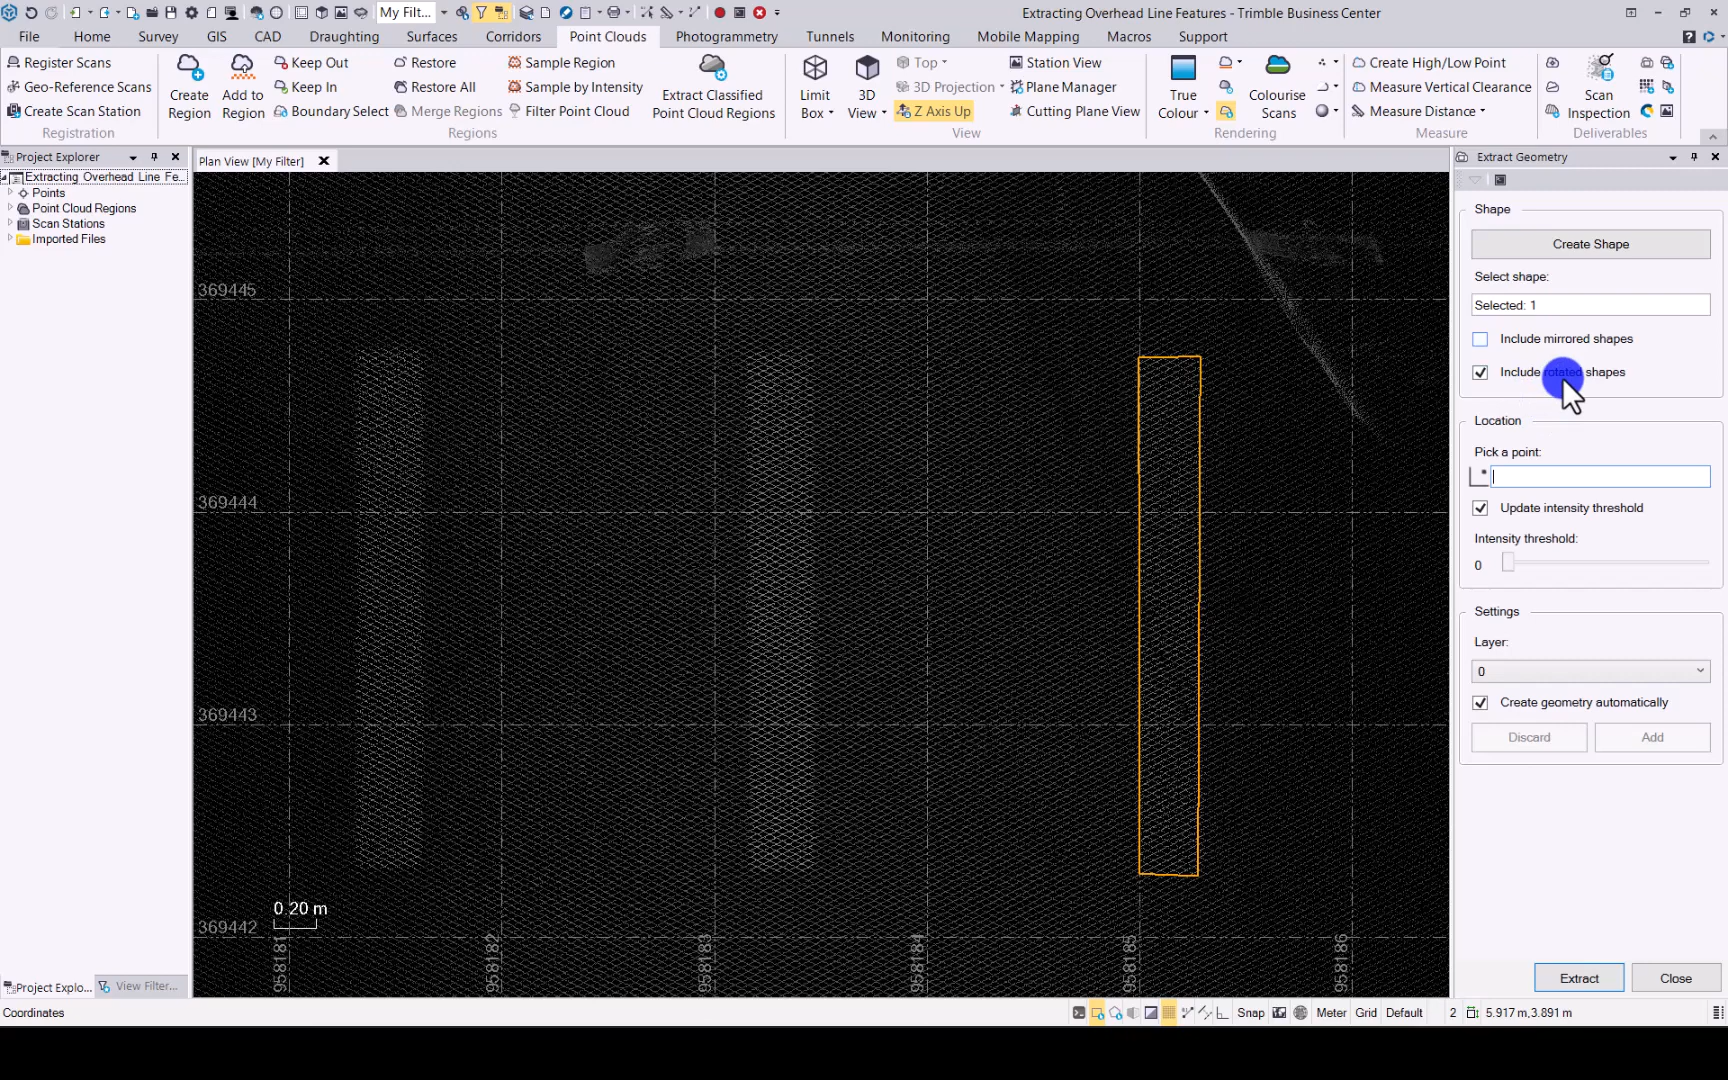 My Filt...
Extracting Overhead Line Features - Trimble Business Center
File Home Survey GIS CAD Draughting Surfaces Corridors Point Clouds Photogrammetry Tunnels Monitoring Mobile Mapping Macros Support
Register Scans
Geo-Reference Scans
Create Scan Station
Registration
Create Region
Add to Region
Keep Out
Keep In
Boundary Select
Restore
Restore All
Merge Regions
Sample Region
Sample by Intensity
Filter Point Cloud
Extract Classified Point Cloud Regions
Regions
Limit Box
3D View
Top
3D Projection
Z Axis Up
Station View
Plane Manager
Cutting Plane View
View
True Colour
Colourise Scans
Rendering
Create High/Low Point
Measure Vertical Clearance
Measure Distance
Measure
Scan Inspection
Deliverables
Project Explorer
Extracting Overhead Line Fe...
Points
Point Cloud Regions
Scan Stations
Imported Files
Project Explo...
View Filter...
Plan View [My Filter]
369445
369444
369443
369442
0.20 m
958181
958182
958183
958184
958185
958186
Extract Geometry
Shape
Create Shape
Select shape:
Selected: 1
Include mirrored shapes
Include rotated shapes
Location
Pick a point:
Update intensity threshold
Intensity threshold:
0
Settings
Layer:
0
Create geometry automatically
Discard
Add
Extract
Close
Coordinates
Snap
Meter
Grid
Default
2
5.917 m,3.891 m